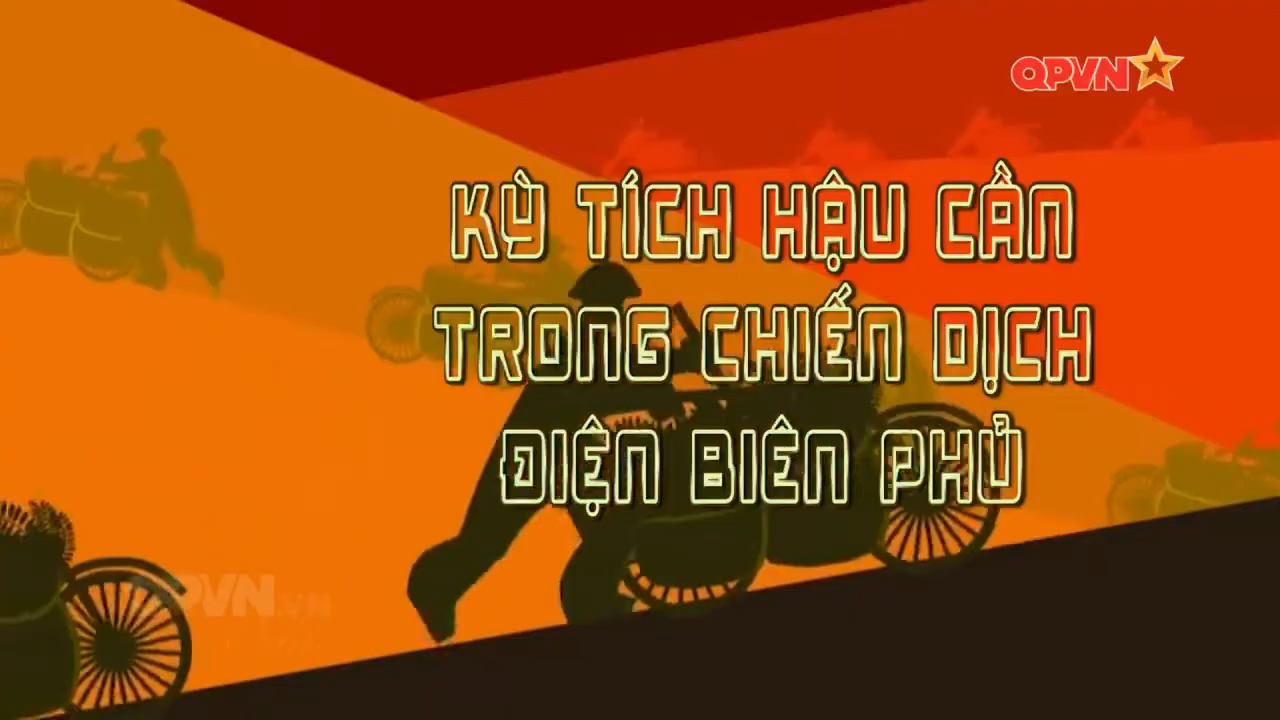 QPVN
KỲ TÍCH HẬU CẦN
TRONG CHIẾN DỊCH
ĐIỆN BIÊN PHỦ
QPVN.VN